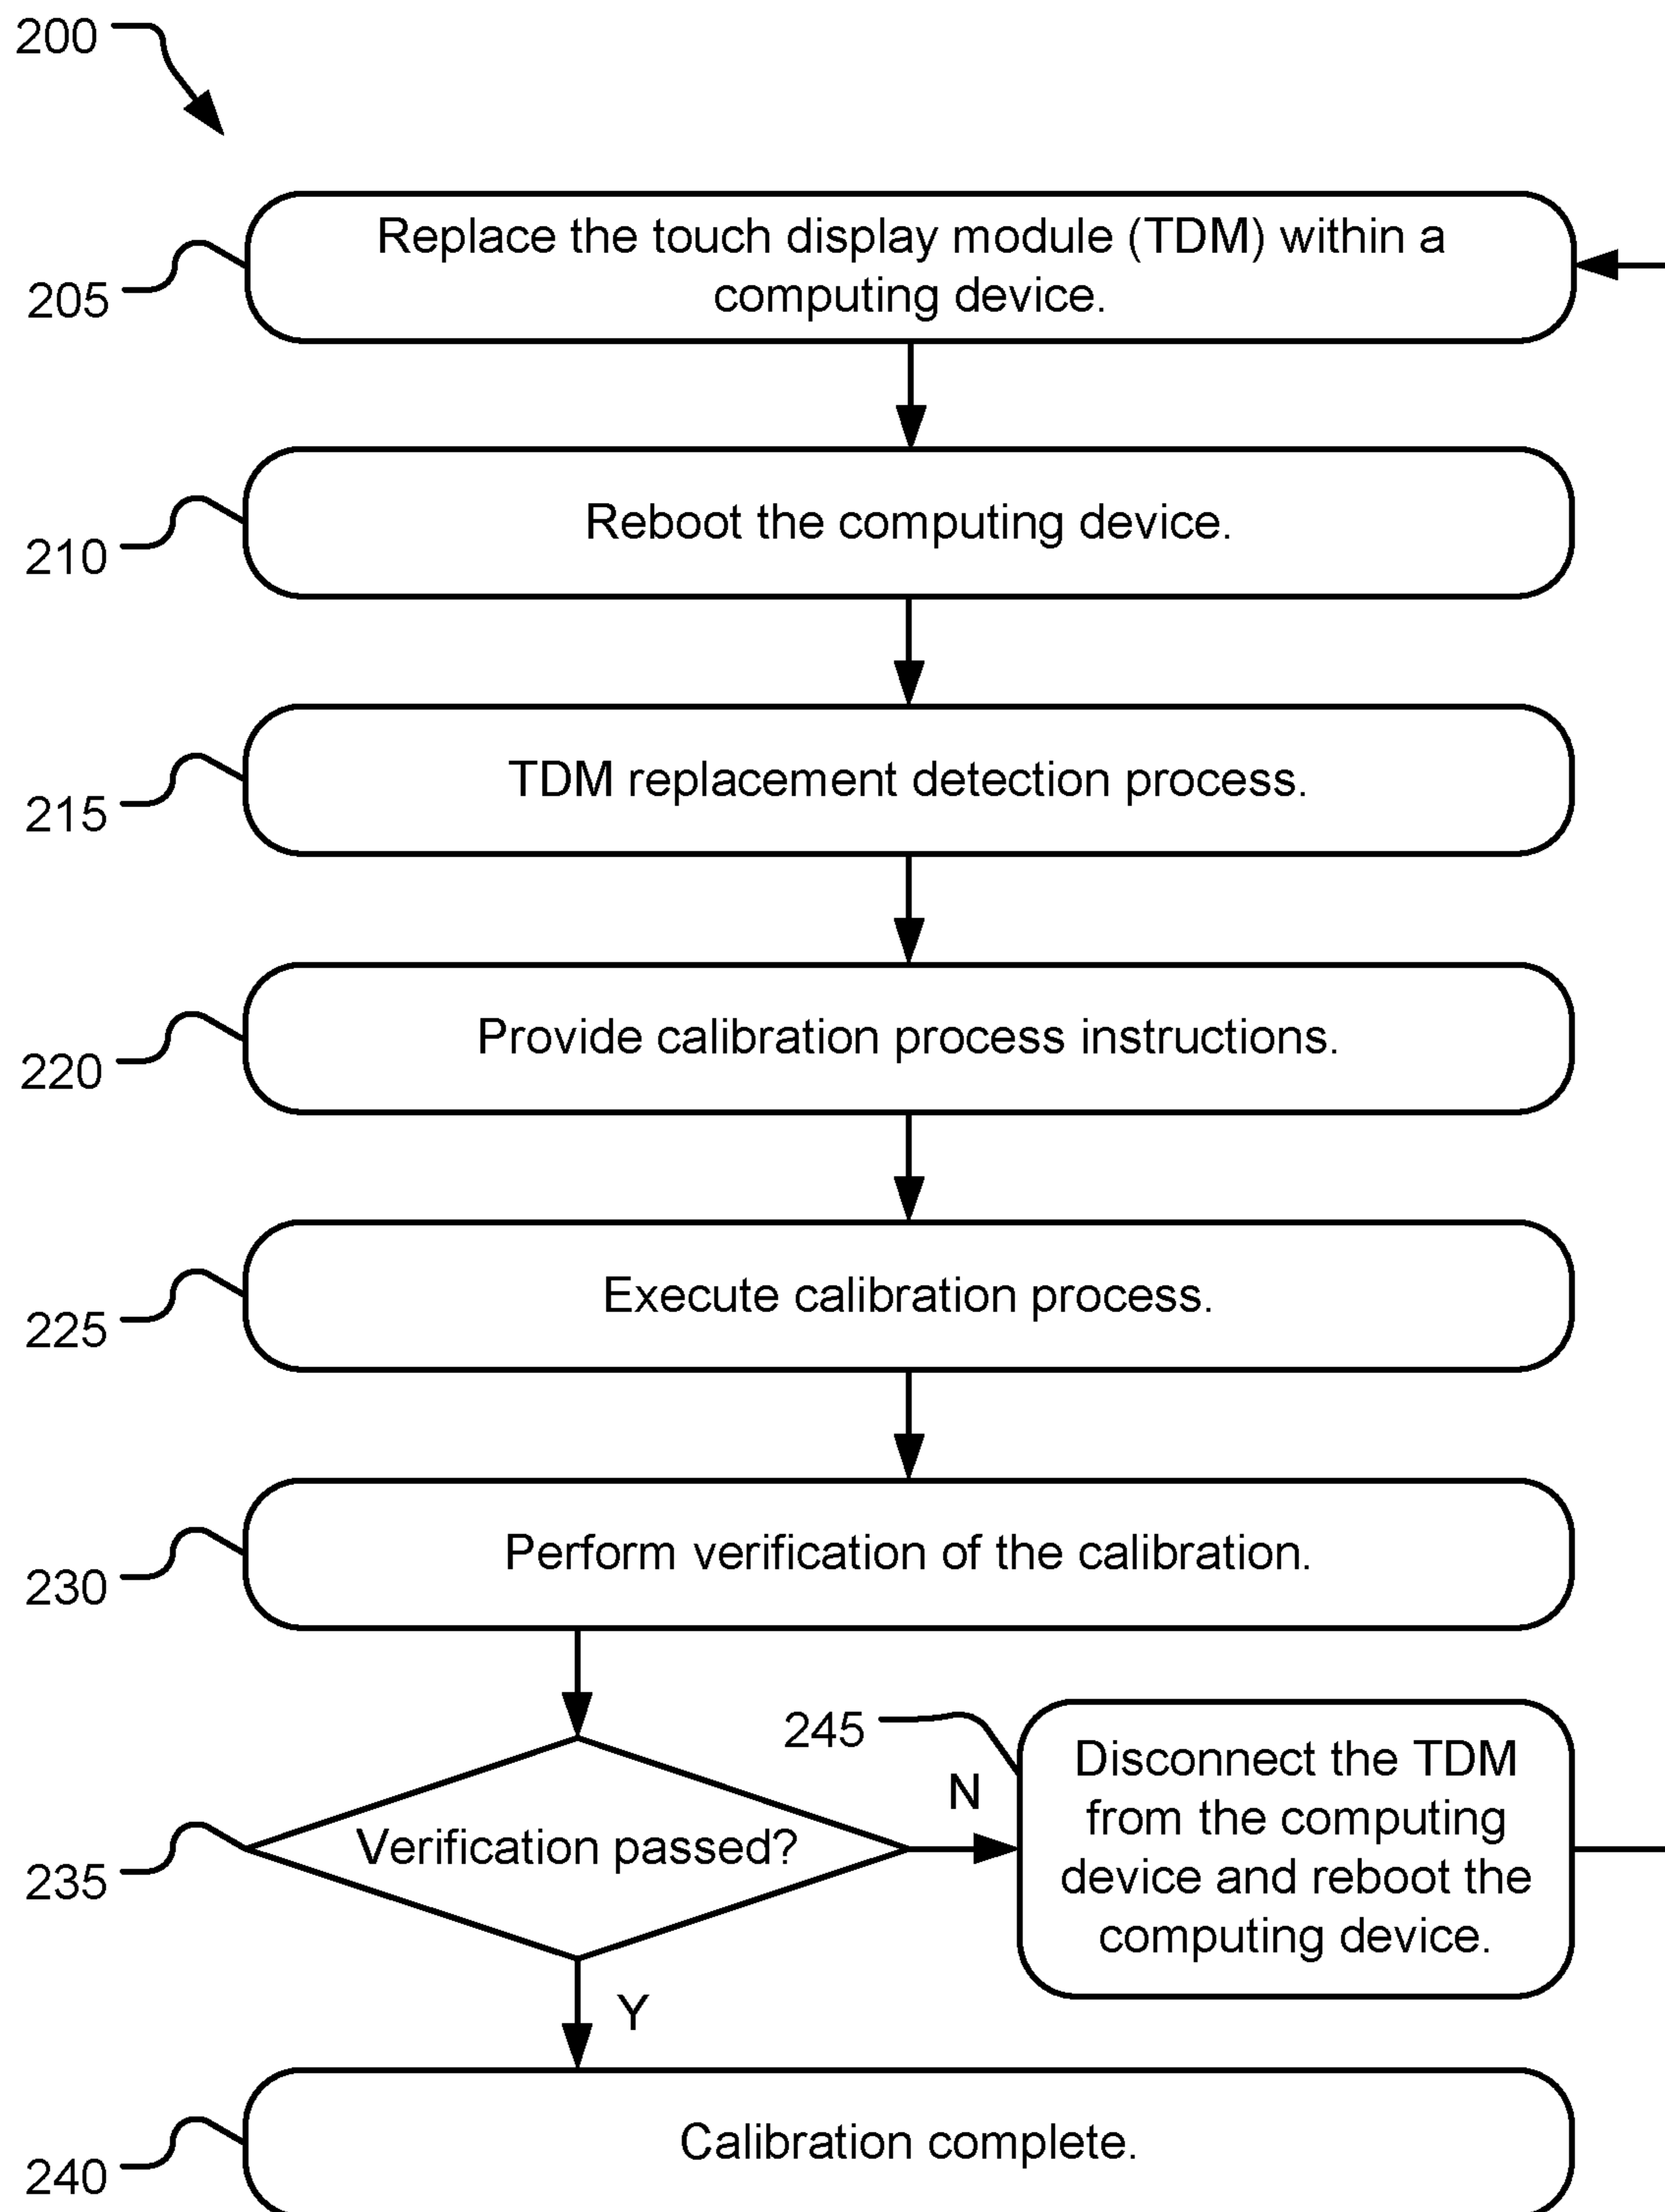 200
Replace the touch display module (TDM) within a
computing device.
205
Reboot the computing device.
210
TDM replacement detection process.
215
Provide calibration process instructions.
220
Execute calibration process.
225
Perform verification of the calibration.
230
245
Disconnect the TDM
from the computing
device and reboot the
computing device.
N
Verification passed?
235
Y
Calibration complete.
240